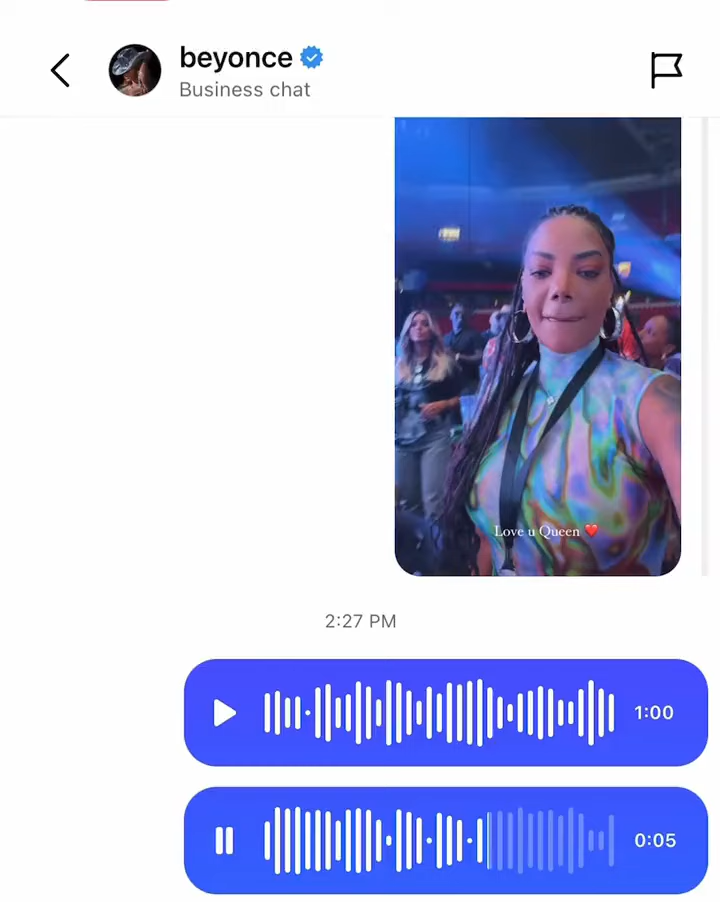 beyonce
Business chat
Love u Queen ❤️
2:27 PM
1:00
0:05